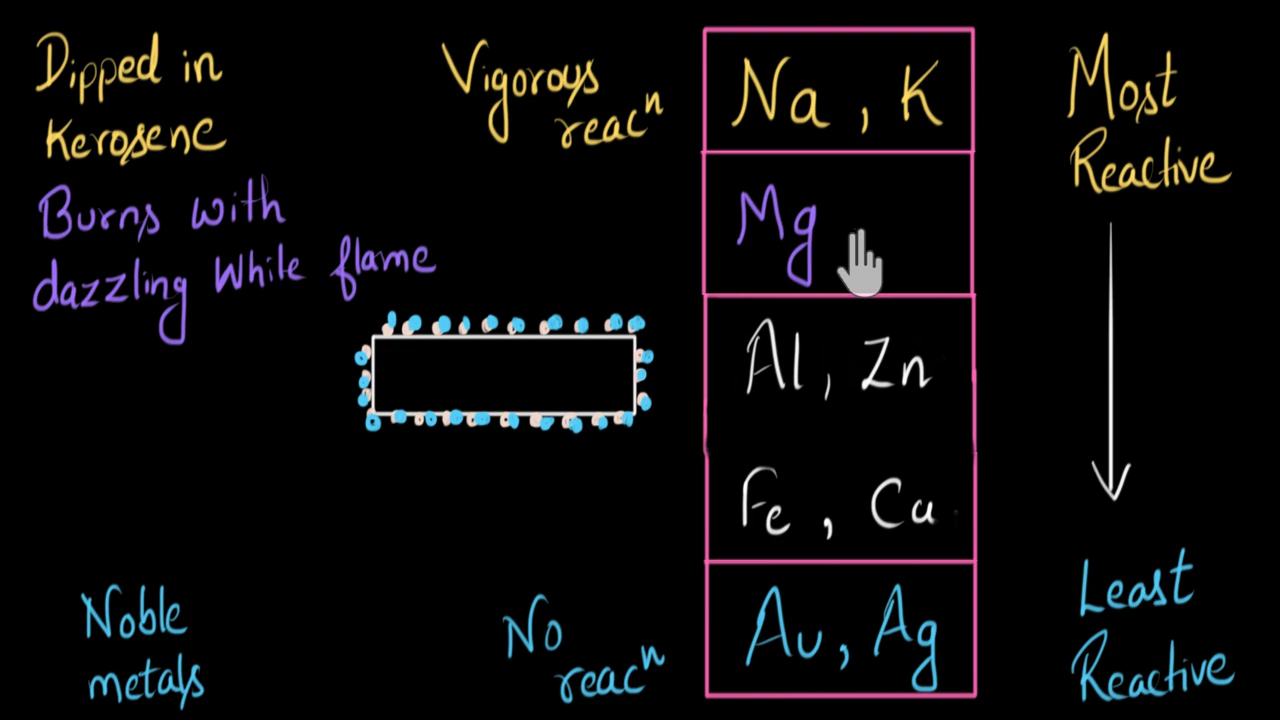 Dipped in
Kerosene
Vigorous
reacⁿ
Na, K
Most
Reactive
Burns with
dazzling White flame
Mg
Al, Zn
Fe, Cu
Noble
metals
No
reacⁿ
Au, Ag
Least
Reactive